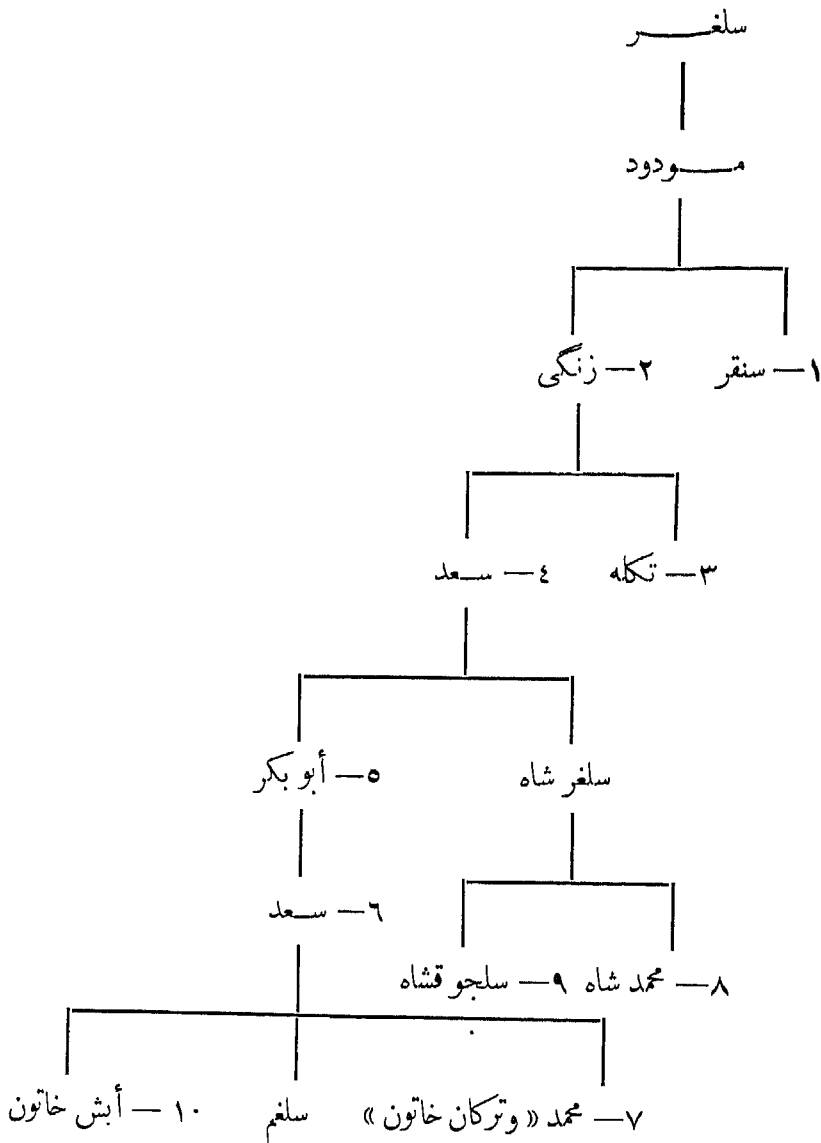 سلغر
مودود
١— سنقر ٢— زنگی
٣— تكله ٤— سعد
سلغر شاه ٥— أبو بكر
٦— سعد
٨— محمد شاه ٩— سلجوقشاه
٧— محمد « وتركان خاتون » سلغم ١٠— أبش خاتون